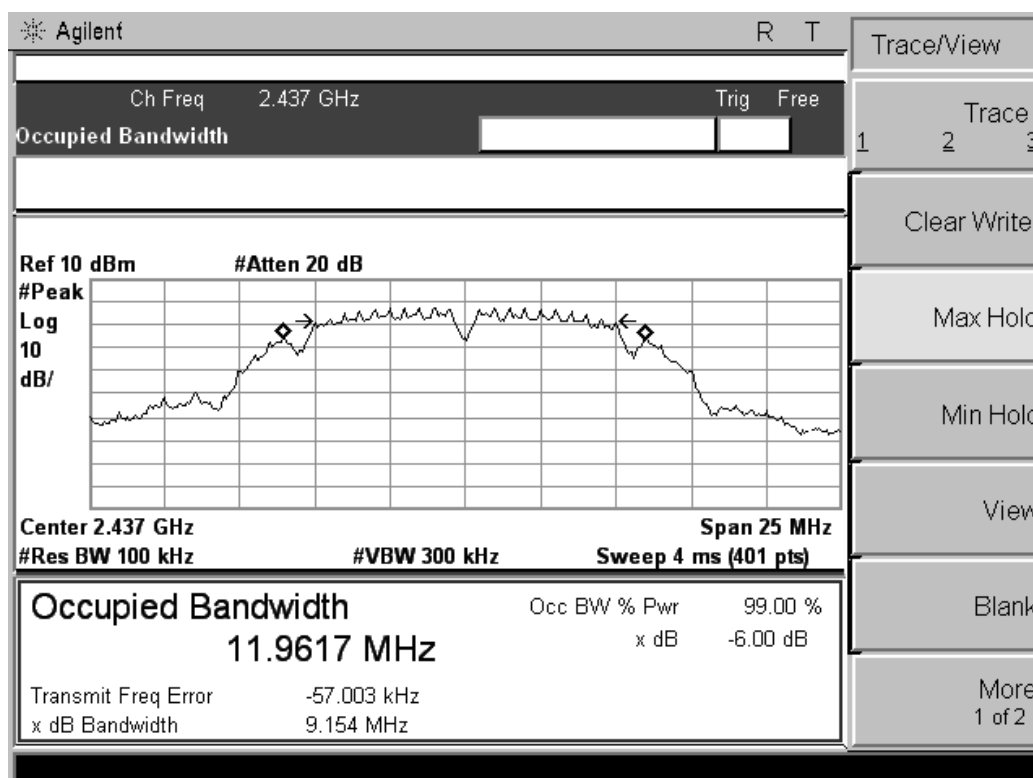 Agilent R T
Trace/View
Ch Freq 2.437 GHz Trig Free
Occupied Bandwidth
Trace
1 2 3
Clear Write
Ref 10 dBm #Atten 20 dB
#Peak
Log
10
dB/
Max Hold
Min Hold
Center 2.437 GHz Span 25 MHz
#Res BW 100 kHz #VBW 300 kHz Sweep 4 ms (401 pts)
View
Occupied Bandwidth
11.9617 MHz
Occ BW % Pwr 99.00 %
x dB -6.00 dB
Blank
Transmit Freq Error -57.003 kHz
x dB Bandwidth 9.154 MHz
More
1 of 2